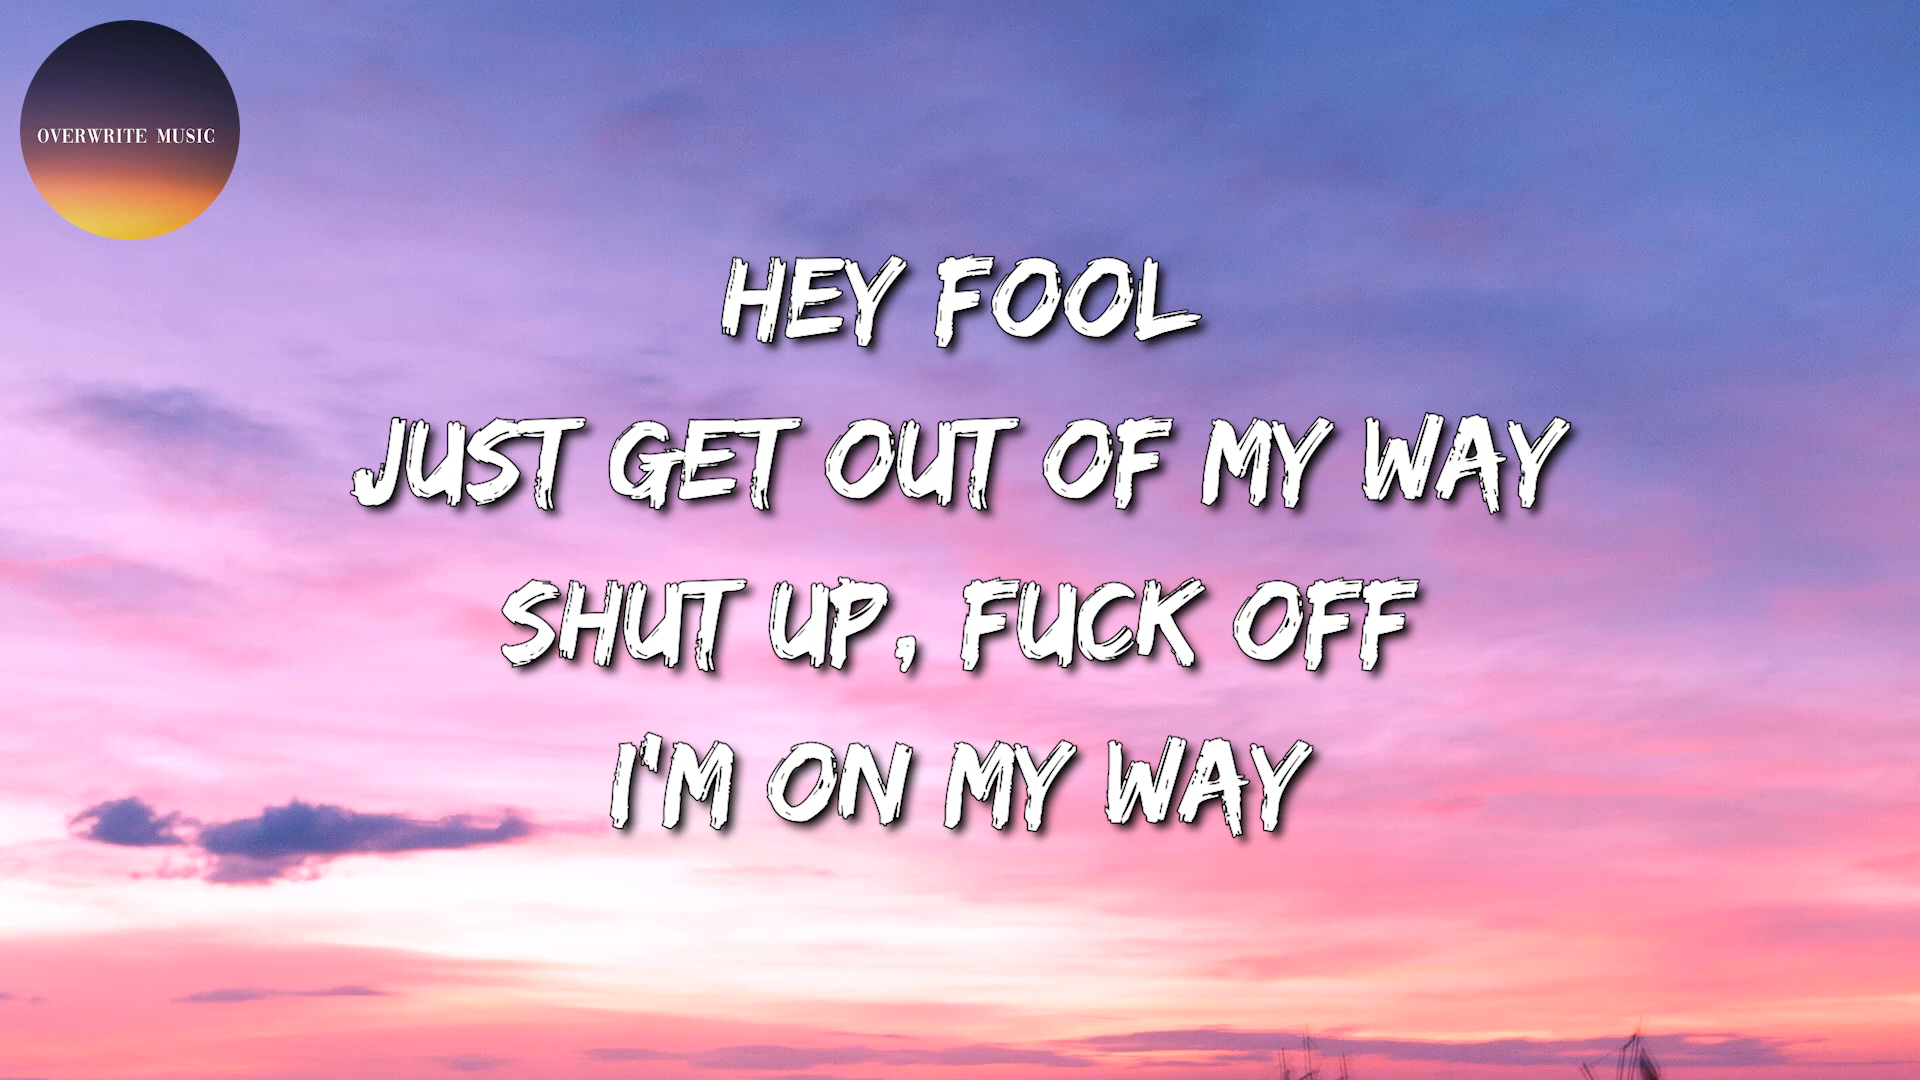 OVERWRITE MUSIC
HEY FOOL
JUST GET OUT OF MY WAY
SHUT UP, FUCK OFF
I'M ON MY WAY